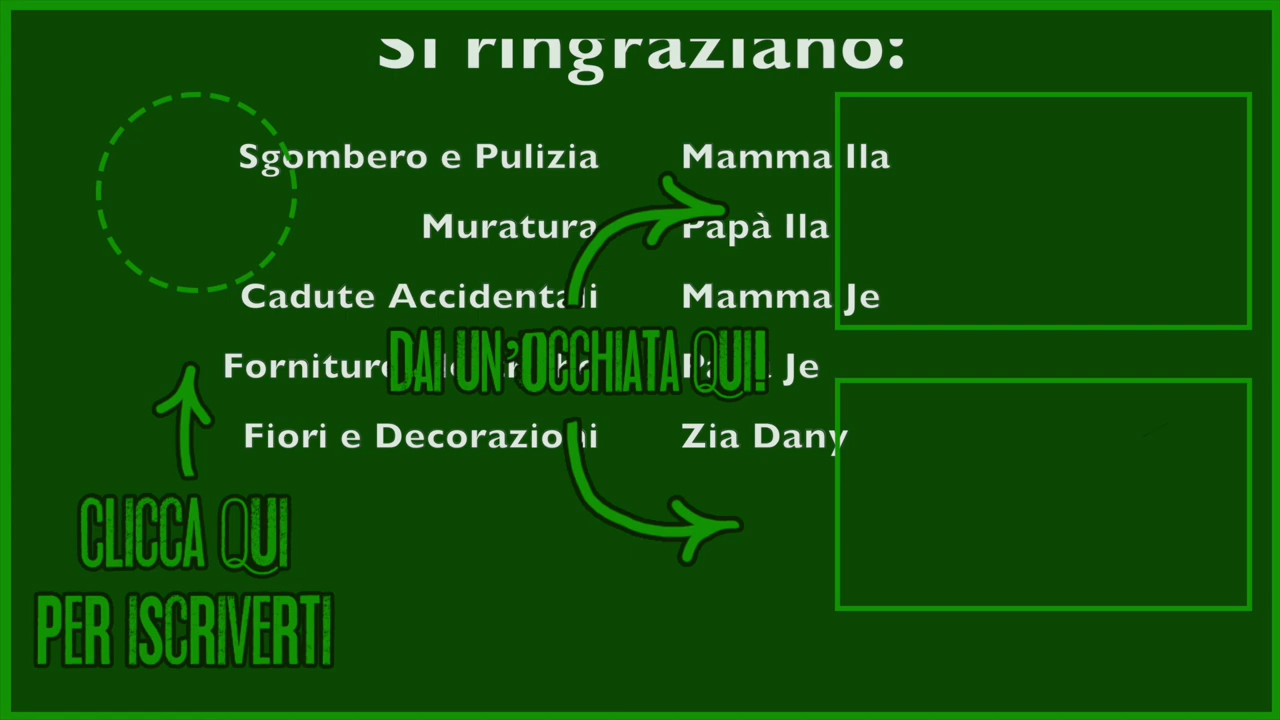 Si ringraziano:
Sgombero e Pulizia Mamma Ila
Muratura Papà Ila
Cadute Accidentali Mamma Je
Je
Fiori e Decorazioni Zia Dany
DAI UN'OCCHIATA QUI!
CLICCA QUI
PER ISCRIVERTI